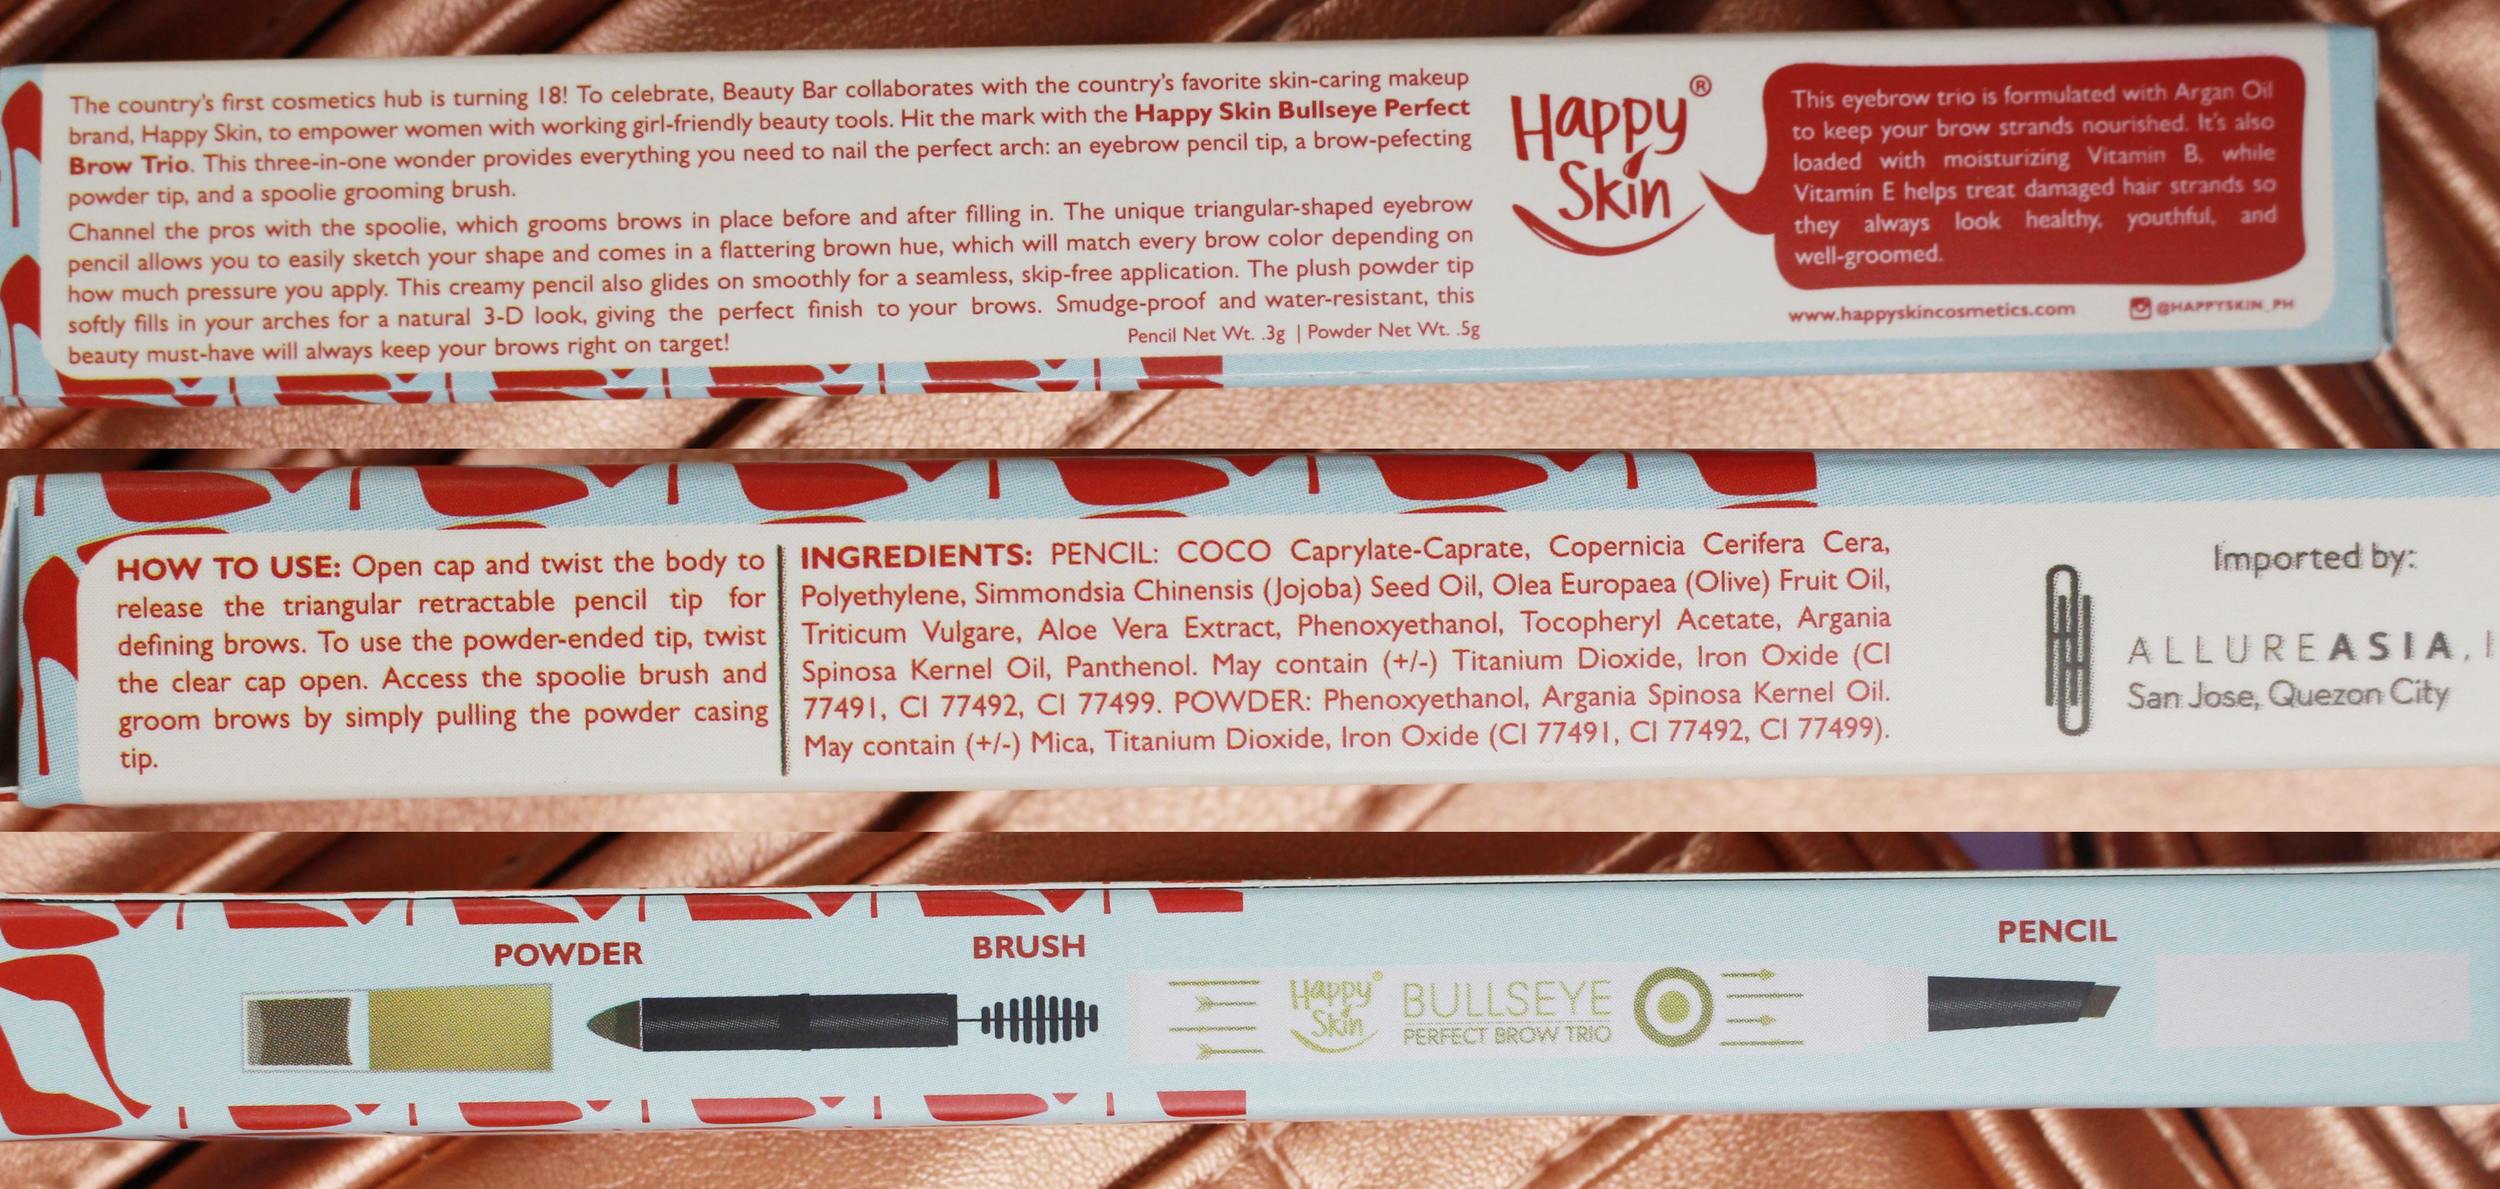 The country's first cosmetics hub is turning 18! To celebrate, Beauty Bar collaborates with the country's favorite skin-caring makeup
brand, Happy Skin, to empower women with working girl-friendly beauty tools. Hit the mark with the Happy Skin Bullseye Perfect
Brow Trio. This three-in-one wonder provides everything you need to nail the perfect arch: an eyebrow pencil tip, a brow-pefecting
powder tip, and a spoolie grooming brush.
Channel the pros with the spoolie, which grooms brows in place before and after filling in. The unique triangular-shaped eyebrow
pencil allows you to easily sketch your shape and comes in a flattering brown hue, which will match every brow color depending on
how much pressure you apply. This creamy pencil also glides on smoothly for a seamless, skip-free application. The plush powder tip
softly fills in your arches for a natural 3-D look, giving the perfect finish to your brows. Smudge-proof and water-resistant, this
beauty must-have will always keep your brows right on target!
Pencil Net Wt. .3g | Powder Net Wt. .5g
Happy®
Skin
This eyebrow trio is formulated with Argan Oil
to keep your brow strands nourished. It's also
loaded with moisturizing Vitamin B, while
Vitamin E helps treat damaged hair strands so
they always look healthy, youthful, and
well-groomed.
www.happyskincosmetics.com @HAPPYSKIN_PH
HOW TO USE: Open cap and twist the body to
release the triangular retractable pencil tip for
defining brows. To use the powder-ended tip, twist
the clear cap open. Access the spoolie brush and
groom brows by simply pulling the powder casing
tip.
INGREDIENTS: PENCIL: COCO Caprylate-Caprate, Copernicia Cerifera Cera,
Polyethylene, Simmondsia Chinensis (Jojoba) Seed Oil, Olea Europaea (Olive) Fruit Oil,
Triticum Vulgare, Aloe Vera Extract, Phenoxyethanol, Tocopheryl Acetate, Argania
Spinosa Kernel Oil, Panthenol. May contain (+/-) Titanium Dioxide, Iron Oxide (CI
77491, CI 77492, CI 77499. POWDER: Phenoxyethanol, Argania Spinosa Kernel Oil.
May contain (+/-) Mica, Titanium Dioxide, Iron Oxide (CI 77491, CI 77492, CI 77499).
Imported by:
ALLUREASIA,
San Jose, Quezon City
POWDER
BRUSH
PENCIL
Happy®
Skin
BULLSEYE
PERFECT BROW TRIO